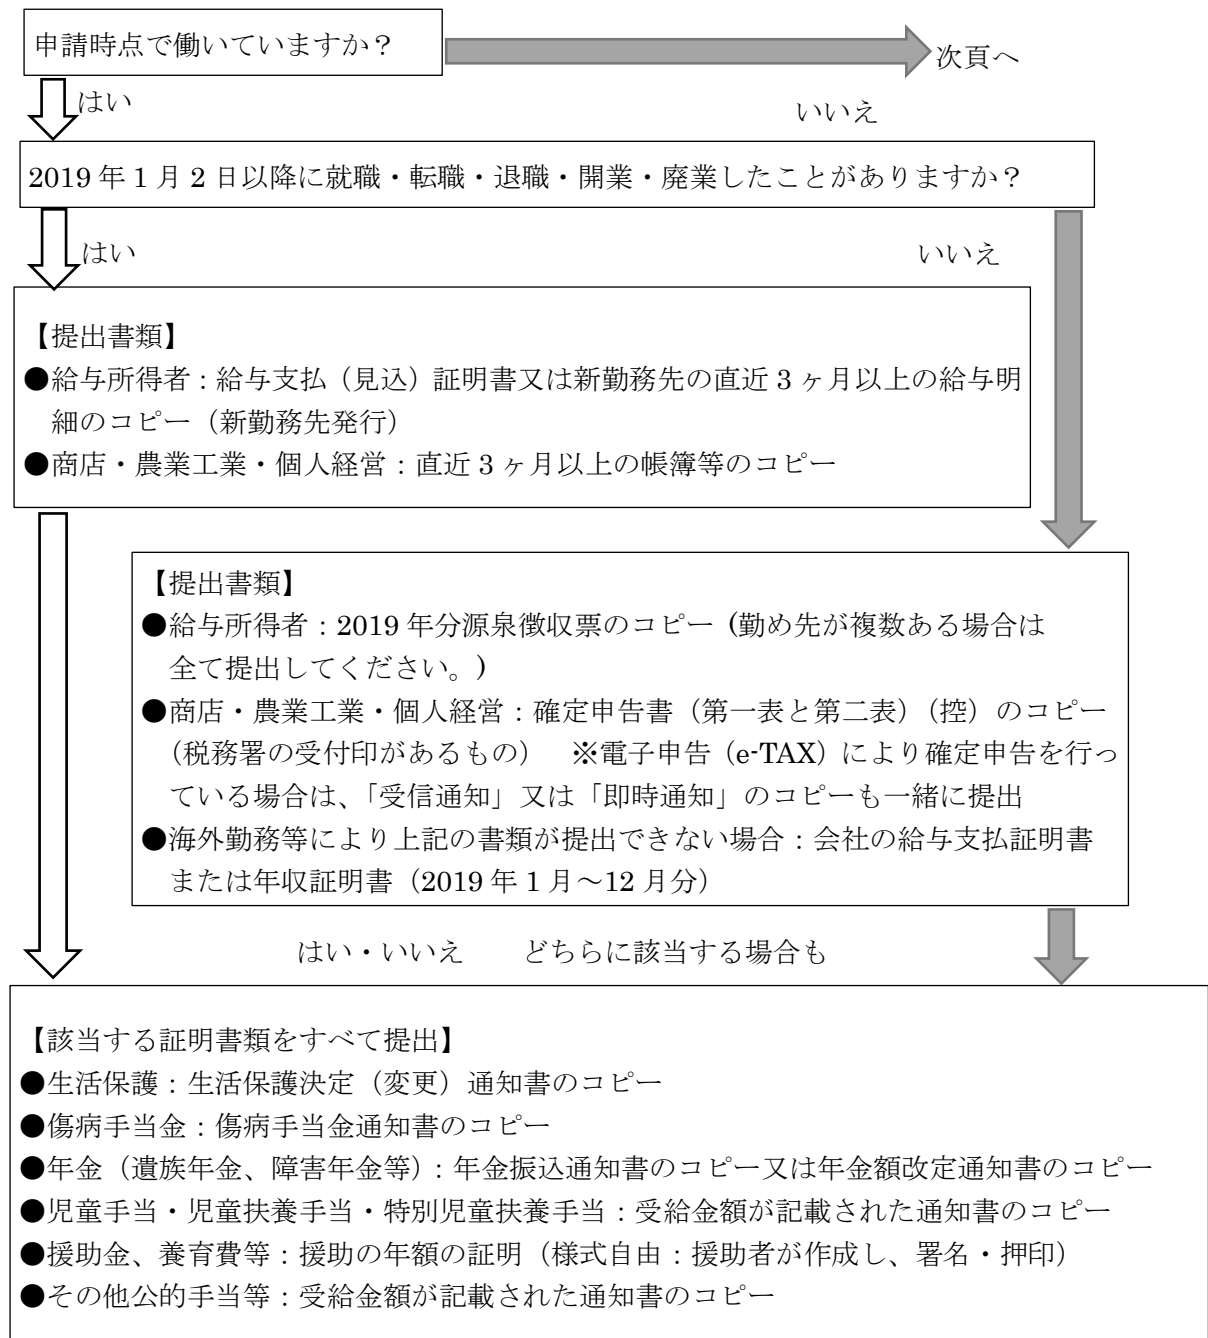 申請時点で働いていますか？
次頁へ
はい
いいえ
2019年1月2日以降に就職・転職・退職・開業・廃業したことがありますか？
はい
いいえ
【提出書類】
●給与所得者：給与支払（見込）証明書又は新勤務先の直近3ヶ月以上の給与明
細のコピー（新勤務先発行）
●商店・農業工業・個人経営：直近3ヶ月以上の帳簿等のコピー
【提出書類】
●給与所得者：2019年分源泉徴収票のコピー (勤め先が複数ある場合は
全て提出してください。)
●商店・農業工業・個人経営：確定申告書（第一表と第二表）（控）のコピー
（税務署の受付印があるもの）　※電子申告（e-TAX）により確定申告を行っ
ている場合は、「受信通知」又は「即時通知」のコピーも一緒に提出
●海外勤務等により上記の書類が提出できない場合：会社の給与支払証明書
または年収証明書（2019年1月～12月分）
はい・いいえ　　どちらに該当する場合も
【該当する証明書類をすべて提出】
●生活保護：生活保護決定（変更）通知書のコピー
●傷病手当金：傷病手当金通知書のコピー
●年金（遺族年金、障害年金等）：年金振込通知書のコピー又は年金額改定通知書のコピー
●児童手当・児童扶養手当・特別児童扶養手当：受給金額が記載された通知書のコピー
●援助金、養育費等：援助の年額の証明（様式自由：援助者が作成し、署名・押印）
●その他公的手当等：受給金額が記載された通知書のコピー